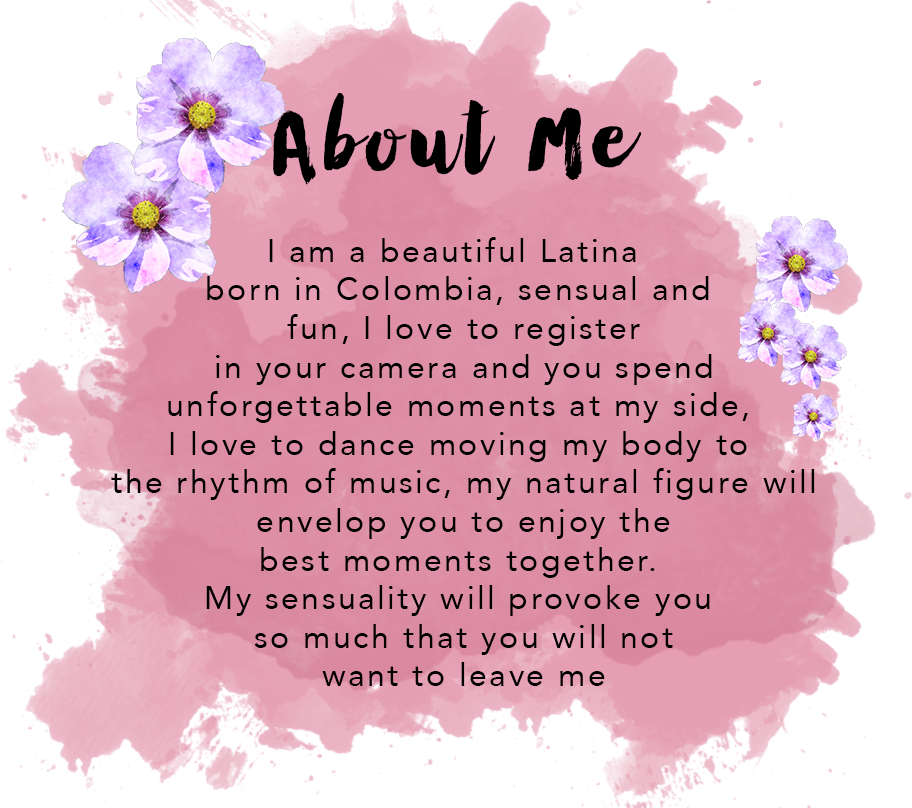 About Me
I am a beautiful Latina
born in Colombia, sensual and
fun, I love to register
in your camera and you spend
unforgettable moments at my side,
I love to dance moving my body to
the rhythm of music, my natural figure will
envelop you to enjoy the
best moments together.
My sensuality will provoke you
so much that you will not
want to leave me